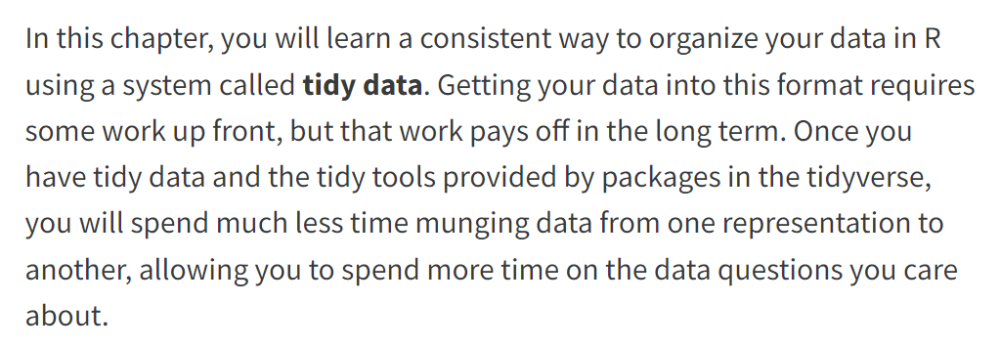 In this chapter, you will learn a consistent way to organize your data in R
using a system called tidy data. Getting your data into this format requires
some work up front, but that work pays off in the long term. Once you
have tidy data and the tidy tools provided by packages in the tidyverse,
you will spend much less time munging data from one representation to
another, allowing you to spend more time on the data questions you care
about.